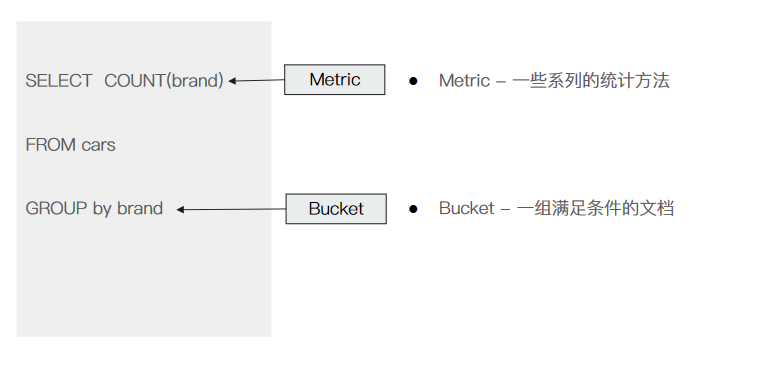 SELECT COUNT(brand)
Metric
● Metric – 一些系列的统计方法
FROM cars
GROUP by brand
Bucket
● Bucket – 一组满足条件的文档